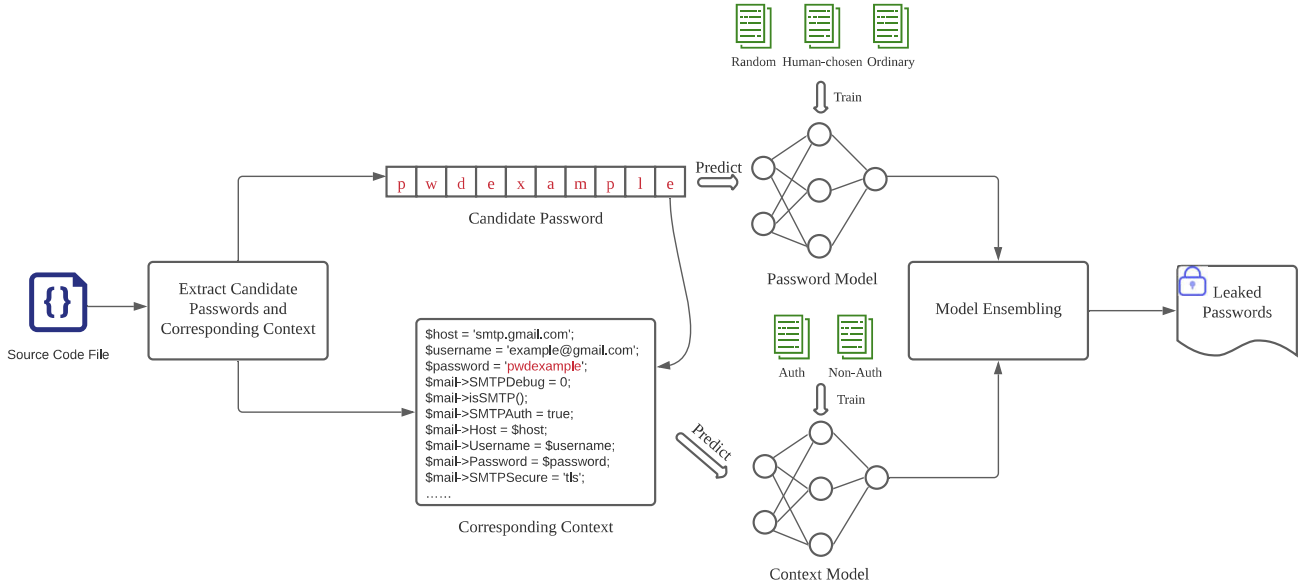 Random Human-chosen Ordinary
Train
Predict
p w d e x a m p l e
Candidate Password
Password Model
{ }
Source Code File
Extract Candidate
Passwords and
Corresponding Context
Model Ensembling
Leaked
Passwords
$host = 'smtp.gmail.com';
$username = 'example@gmail.com';
$password = 'pwdexample';
$mail->SMTPDebug = 0;
$mail->isSMTP();
$mail->SMTPAuth = true;
$mail->Host = $host;
$mail->Username = $username;
$mail->Password = $password;
$mail->SMTPSecure = 'tls';
......
Corresponding Context
Auth Non-Auth
Train
Predict
Context Model